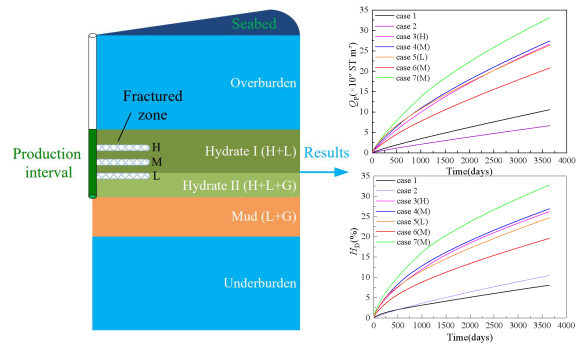 Seabed
Overburden
Fractured
zone
H
M
L
Production
interval
Hydrate I (H+L)
Hydrate II (H+L+G)
Mud (L+G)
Underburden
Results
35
30
25
20
15
10
5
0
case 1
case 2
case 3(H)
case 4(M)
case 5(L)
case 6(M)
case 7(M)
0 500 1000 1500 2000 2500 3000 3500 4000
Time(days)
H_D(%)
35
30
25
20
15
10
5
0
case 1
case 2
case 3(H)
case 4(M)
case 5(L)
case 6(M)
case 7(M)
0 500 1000 1500 2000 2500 3000 3500 4000
Time(days)